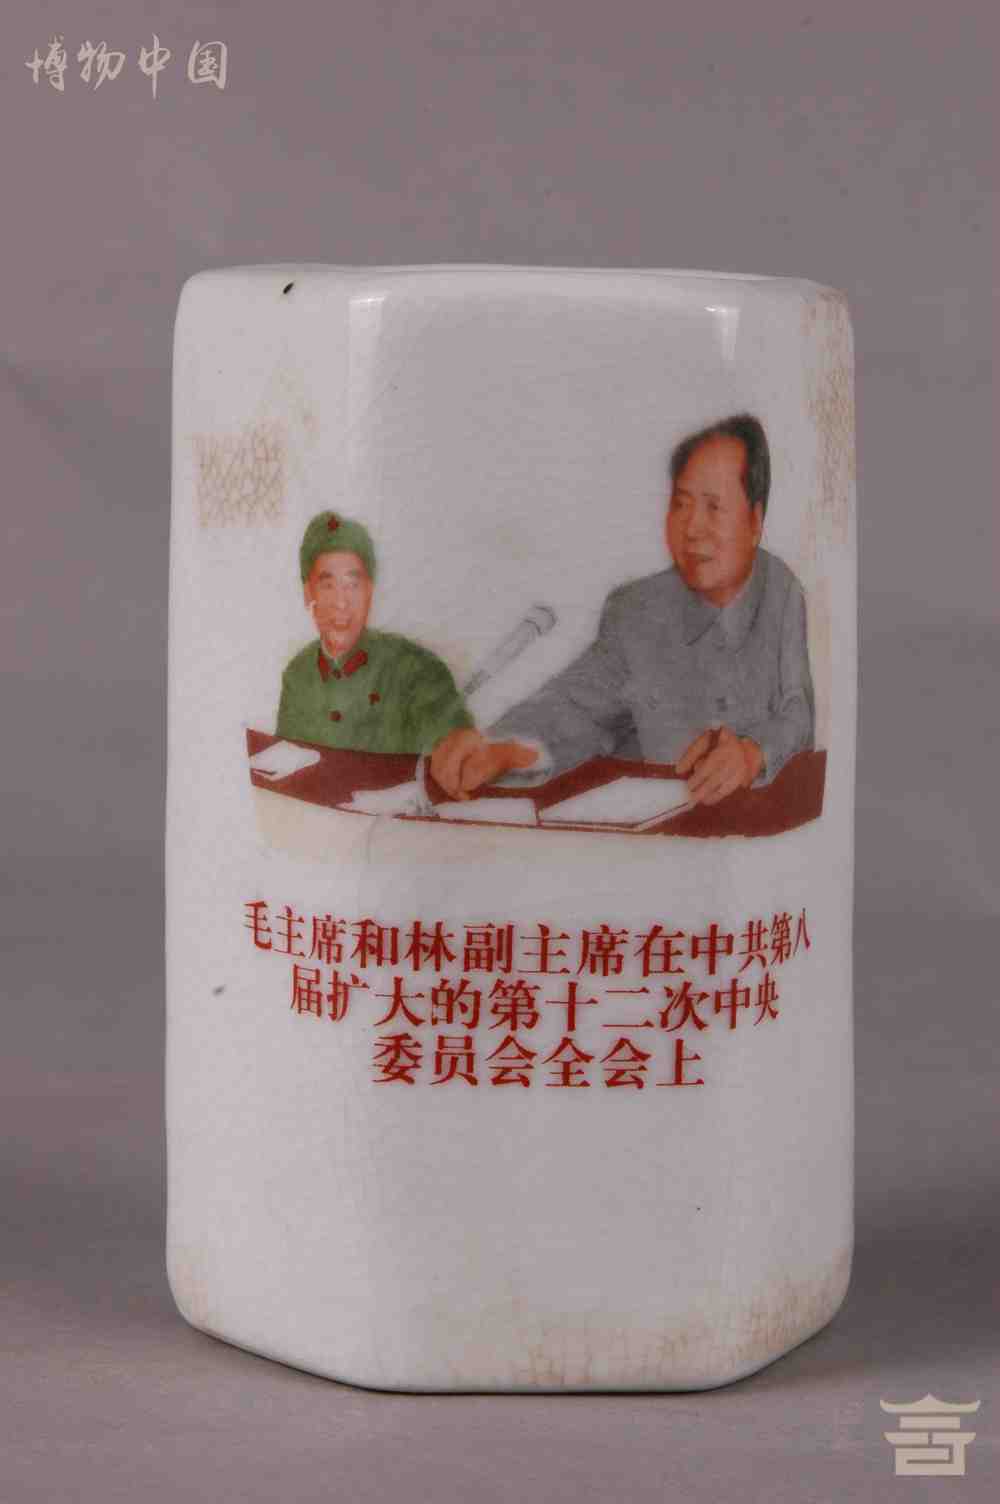 博物中国
毛主席和林副主席在中共第八
届扩大的第十二次中央
委员会全会上